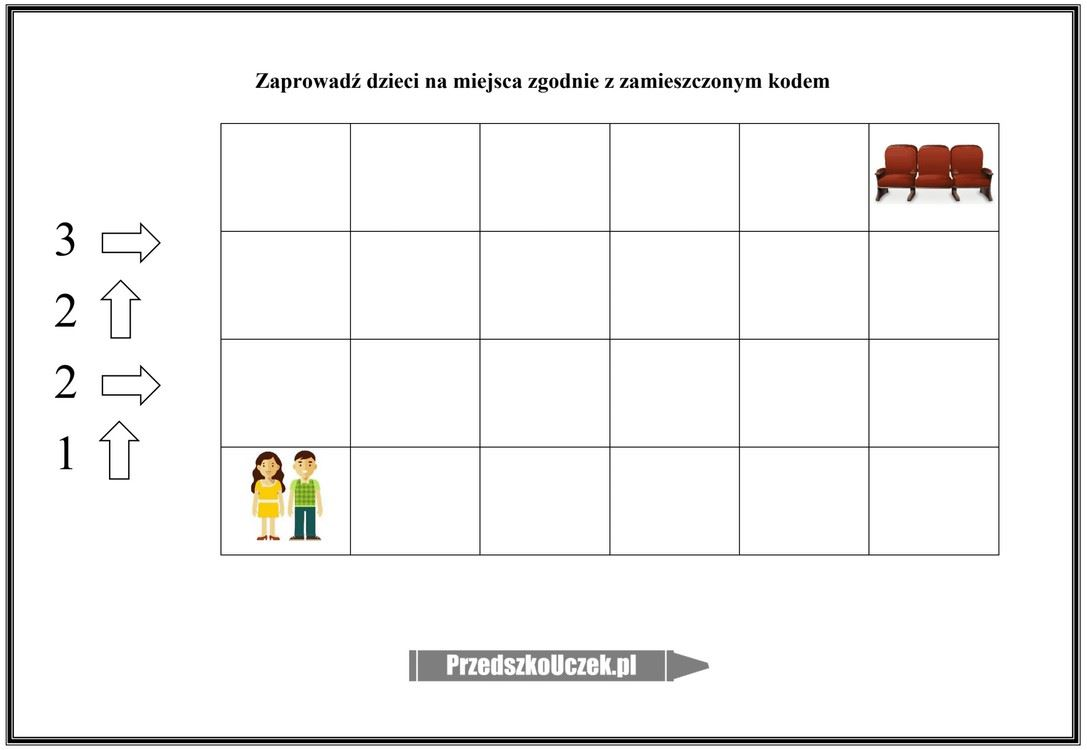 Zaprowadź dzieci na miejsca zgodnie z zamieszczonym kodem
3
2
2
1
PrzedszkoUczek.pl